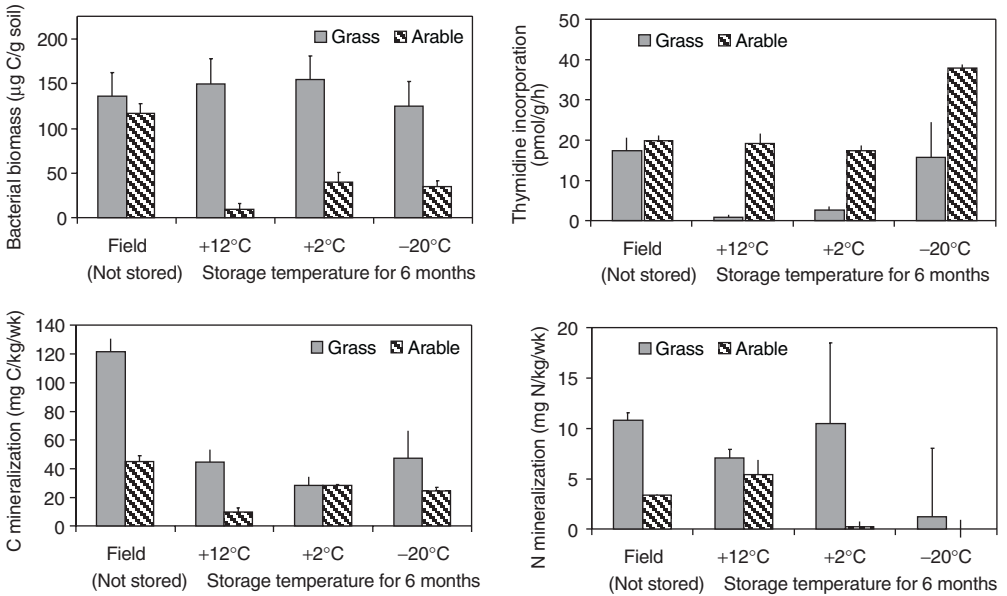 Bacterial biomass (µg C/g soil)
200
150
100
50
0
Grass Arable
Field +12°C +2°C −20°C
(Not stored) Storage temperature for 6 months
Thymidine incorporation
(pmol/g/h)
50
40
30
20
10
0
Grass Arable
Field +12°C +2°C −20°C
(Not stored) Storage temperature for 6 months
C mineralization (mg C/kg/wk)
140
120
100
80
60
40
20
0
Grass Arable
Field +12°C +2°C −20°C
(Not stored) Storage temperature for 6 months
N mineralization (mg N/kg/wk)
20
15
10
5
0
Grass Arable
Field +12°C +2°C −20°C
(Not stored) Storage temperature for 6 months